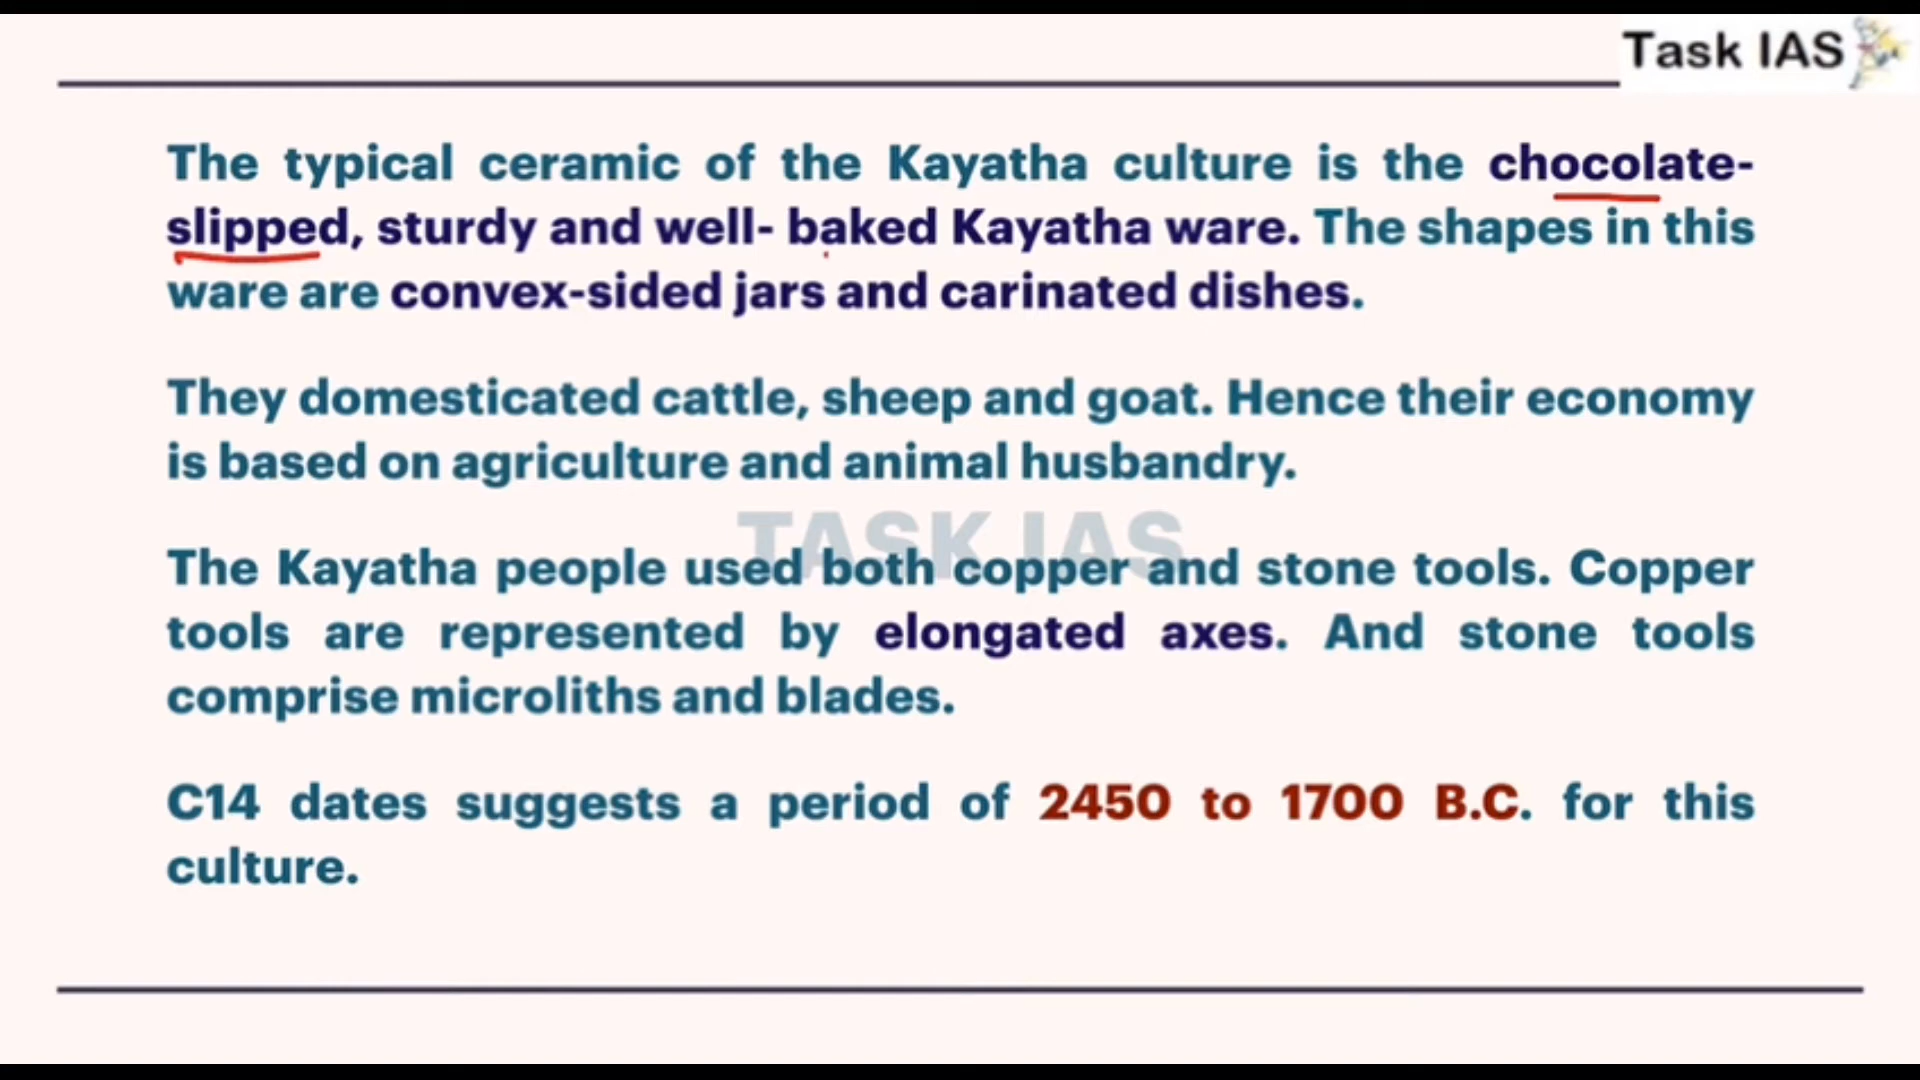 Task IAS
The typical ceramic of the Kayatha culture is the chocolate-
slipped, sturdy and well- baked Kayatha ware. The shapes in this
ware are convex-sided jars and carinated dishes.
They domesticated cattle, sheep and goat. Hence their economy
is based on agriculture and animal husbandry.
TASK IAS
The Kayatha people used both copper and stone tools. Copper
tools are represented by elongated axes. And stone tools
comprise microliths and blades.
C14 dates suggests a period of 2450 to 1700 B.C. for this
culture.